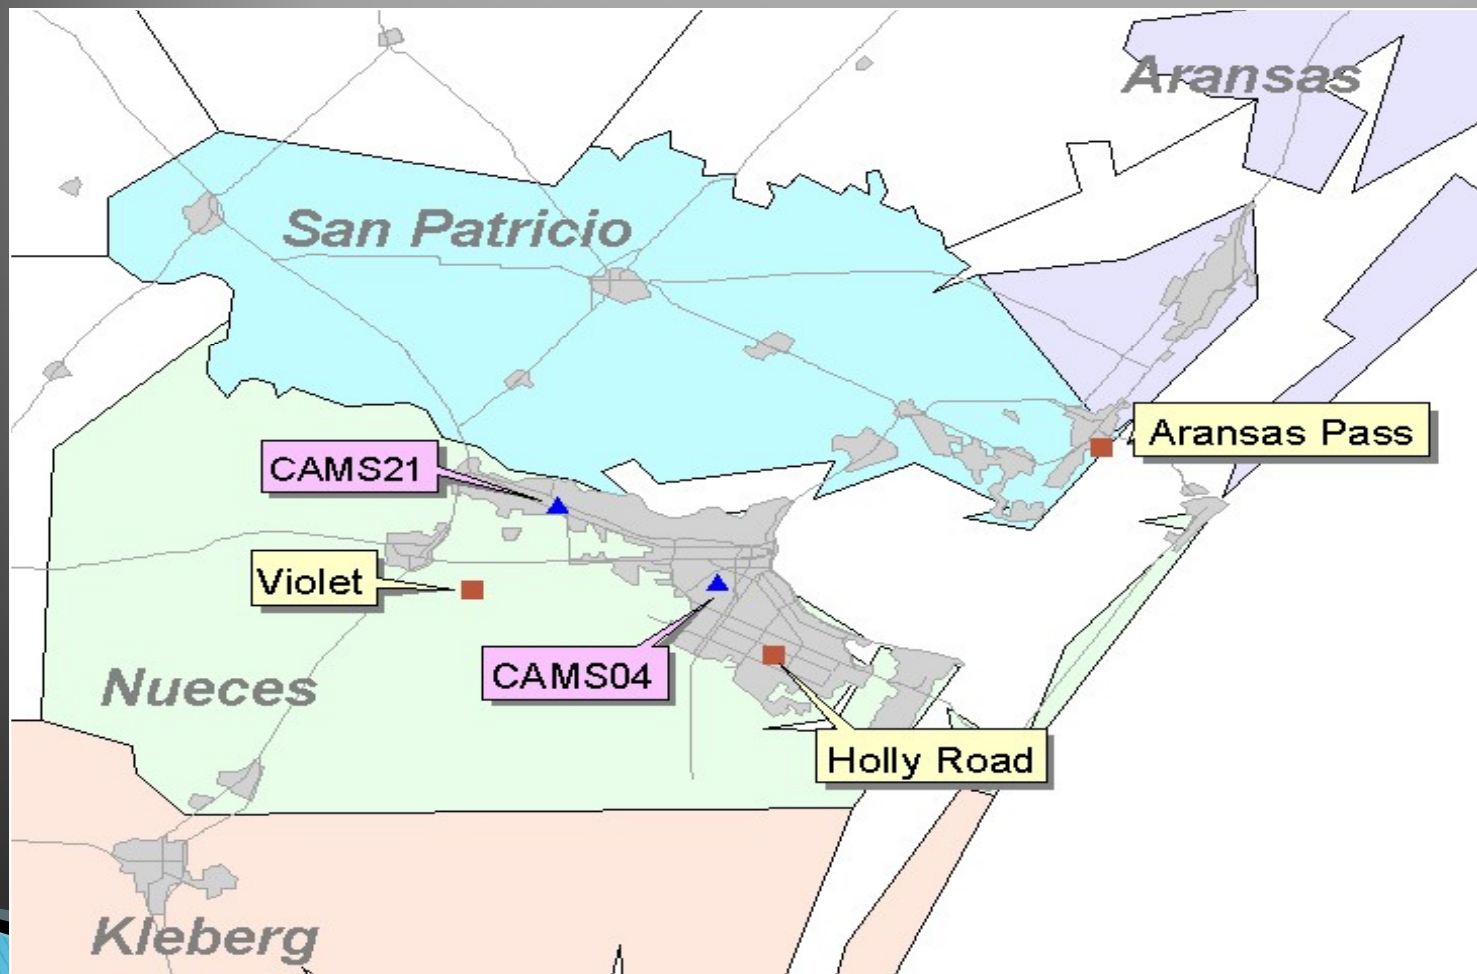 Aransas
San Patricio
Aransas Pass
CAMS21
Violet
CAMS04
Nueces
Holly Road
Kleberg